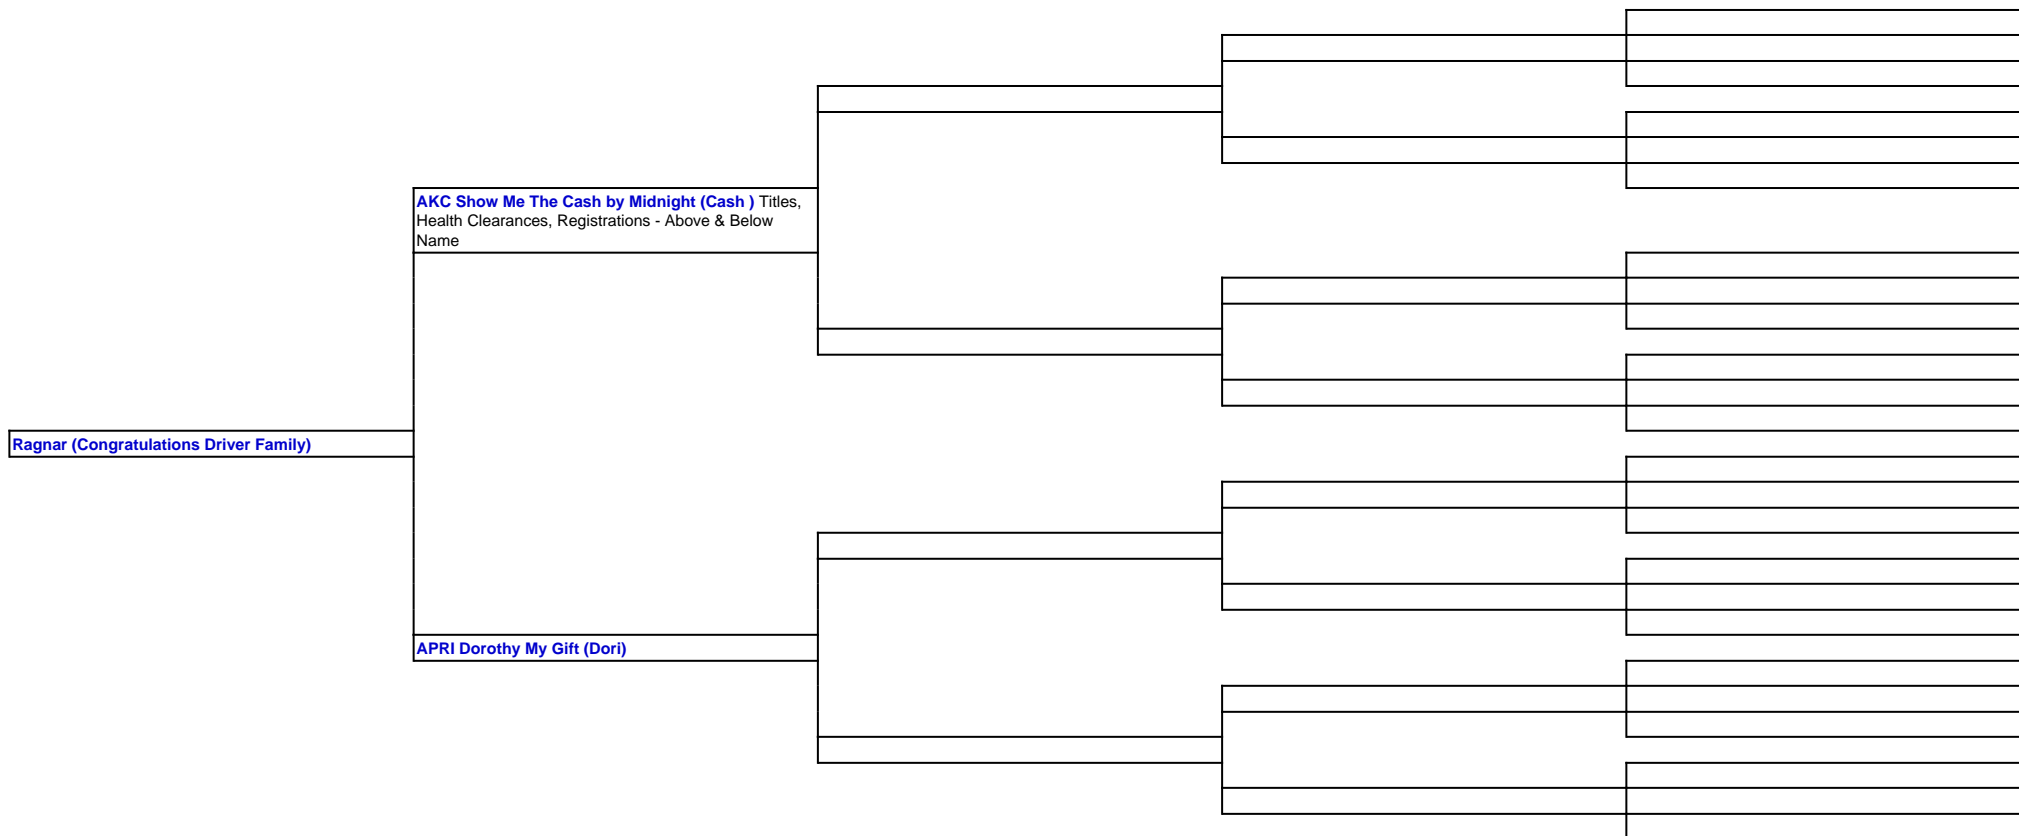 AKC Show Me The Cash by Midnight (Cash ) Titles,
Health Clearances, Registrations - Above & Below
Name
Ragnar (Congratulations Driver Family)
APRI Dorothy My Gift (Dori)